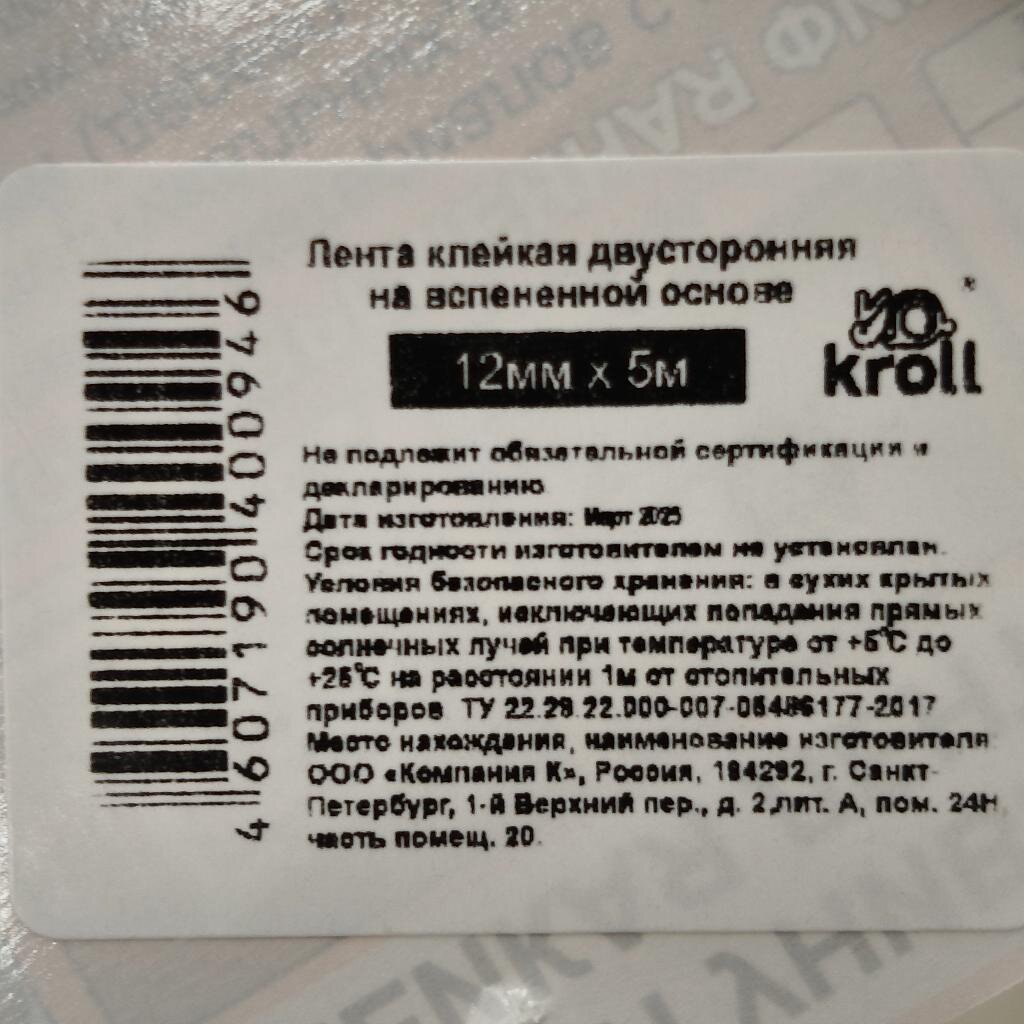 Лента клейкая двусторонняя
на вспененной основе
12мм х 5м
kroll
Не подлежит обязательной сертификации и
декларированию
Дата изготовления: Март 2025
Срок годности изготовителем не установлен.
Условия безопасного хранения: в сухих крытых
помещениях, исключающих попадания прямых
солнечных лучей при температуре от +5°С до
+25°С на расстоянии 1м от отопительных
приборов ТУ 22.29.22.000-007-06486177-2017
Место нахождения, наименование изготовителя
ООО «Компания К», Россия, 194292, г. Санкт-
Петербург, 1-й Верхний пер., д. 2,лит. А, пом. 24Н
часть помещ. 20.
4607190400946